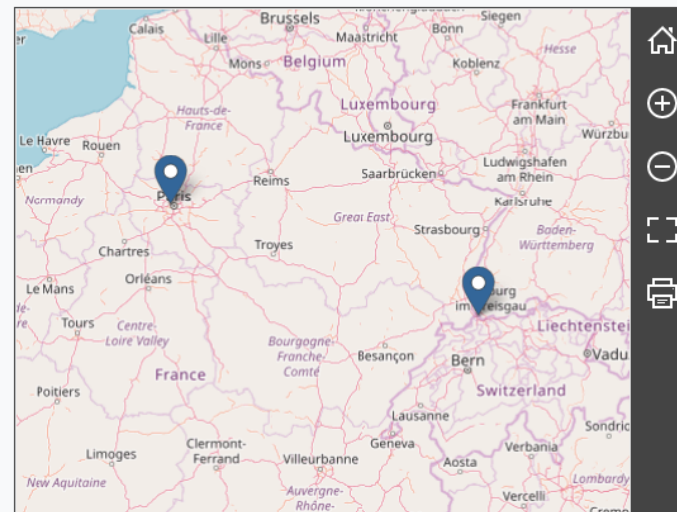 Brussels
Siegen
Calais
Lille
Maastricht
Bonn
Mons
Belgium
Koblenz
Hesse
Hauts-de-
France
Luxembourg
Frankfurt
am Main
Le Havre
Rouen
Luxembourg
Würzbu
Reims
Saarbrücken
Ludwigshafen
am Rhein
Paris
Normandy
Karlsruhe
Great East
Strasbourg
Baden-
Württemberg
Chartres
Troyes
Orléans
Le Mans
Tours
Centre-
Loire Valley
Bourgogne-
Franche-
Comté
Besançon
Liechtenstei
Bern
Vadu
France
Switzerland
Poitiers
Lausanne
Geneva
Sondric
Limoges
Clermont-
Ferrand
Villeurbanne
Verbania
Aosta
New Aquitaine
Auvergne-
Rhône-
Lombardy
Vercelli